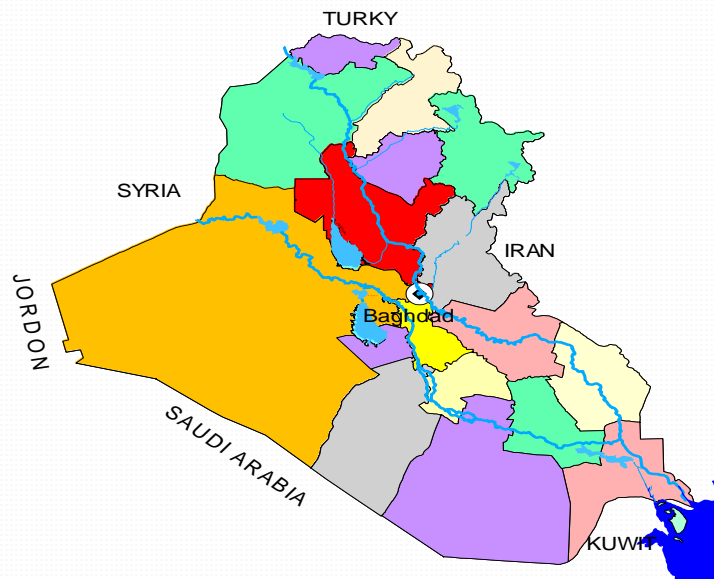 TURKY
SYRIA
IRAN
JORDON
Baghdad
SAUDI ARABIA
KUWIT